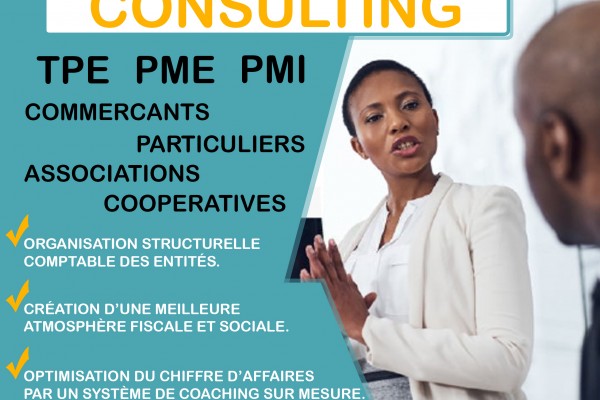 CONSULTING
TPE PME PMI
COMMERCANTS
PARTICULIERS
ASSOCIATIONS
COOPERATIVES
ORGANISATION STRUCTURELLE
COMPTABLE DES ENTITÉS.
CRÉATION D'UNE MEILLEURE
ATMOSPHÈRE FISCALE ET SOCIALE.
OPTIMISATION DU CHIFFRE D'AFFAIRES
PAR UN SYSTÈME DE COACHING SUR MESURE.